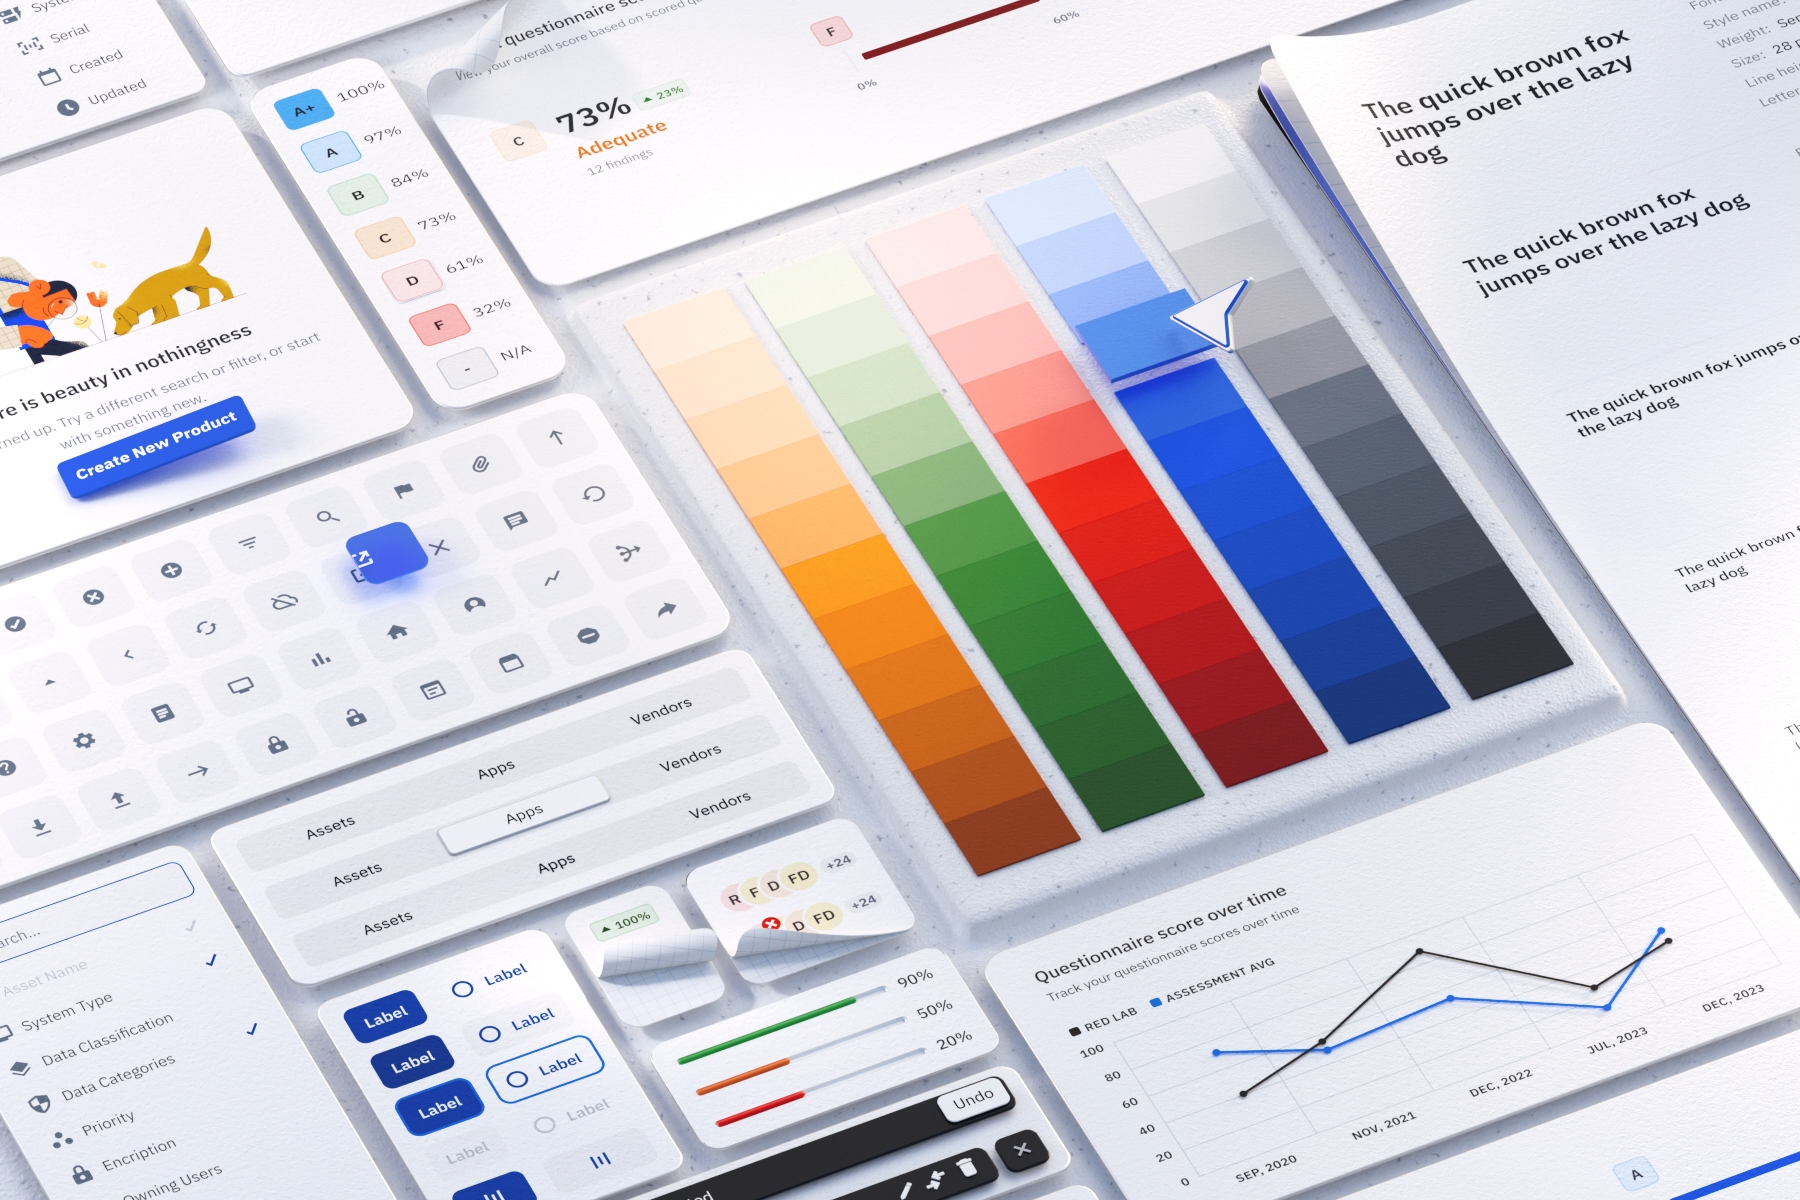 Serial
Created
Updated
A+ 100%
A 97%
B 84%
C 73%
D 61%
F 32%
- N/A
questionnaire
your overall score based on scored
C
73%
23%
Adequate
12 findings
F
0%
60%
The quick brown fox
jumps over the lazy
dog
The quick brown fox
jumps over the lazy dog
The quick brown fox jumps
the lazy dog
The quick brown
lazy dog
Style name:
Weight:
Size: 28
Line
Letter
is beauty in nothingness
up. Try a different search or filter, or start
with something new.
Create New Product
Assets Apps Vendors
Assets Apps Vendors
Assets Apps Vendors
Asset Name
System Type
Data Classification
Data Categories
Priority
Encription
Owning Users
Label Label
Label Label
Label Label
Label Label
100%
R F D FD +24
D FD +24
90%
50%
20%
Undo
Questionnaire score over time
Track your questionnaire scores over time
RED LAB ASSESSMENT AVG
100
80
60
40
20
0
SEP, 2020
NOV, 2021
DEC, 2022
JUL, 2023
DEC, 2023
A